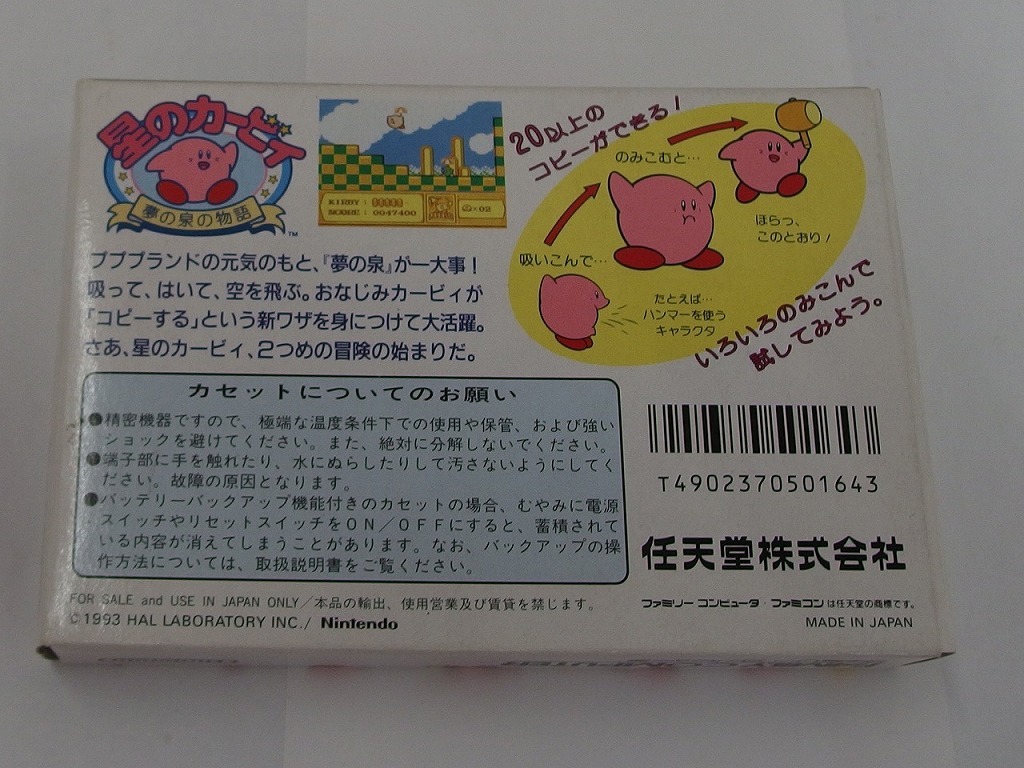 星のカービィ
夢の泉の物語
TM
KIRBY:
SCORE: 0047400
×02
プププランドの元気のもと、『夢の泉』が一大事！
吸って、はいて、空を飛ぶ。おなじみカービィが
「コピーする」という新ワザを身につけて大活躍。
さあ、星のカービィ、2つめの冒険の始まりだ。
20以上の
コピーができる！
吸いこんで…
のみこむと…
ほらっ、
このとおり！
たとえば…
ハンマーを使う
キャラクタ
いろいろのみこんで
試してみよう。
カセットについてのお願い
●精密機器ですので、極端な温度条件下での使用や保管、および強い
ショックを避けてください。また、絶対に分解しないでください。
●端子部に手を触れたり、水にぬらしたりして汚さないようにしてく
ださい。故障の原因となります。
●バッテリーバックアップ機能付きのカセットの場合、むやみに電源
スイッチやリセットスイッチをON／OFFにすると、蓄積されて
いる内容が消えてしまうことがあります。なお、バックアップの操
作方法については、取扱説明書をご覧ください。
T4902370501643
任天堂株式会社
FOR SALE and USE IN JAPAN ONLY／本品の輸出、使用営業及び賃貸を禁じます。
©1993 HAL LABORATORY INC./ Nintendo
ファミリーコンピュータ・ファミコンは任天堂の商標です。
MADE IN JAPAN